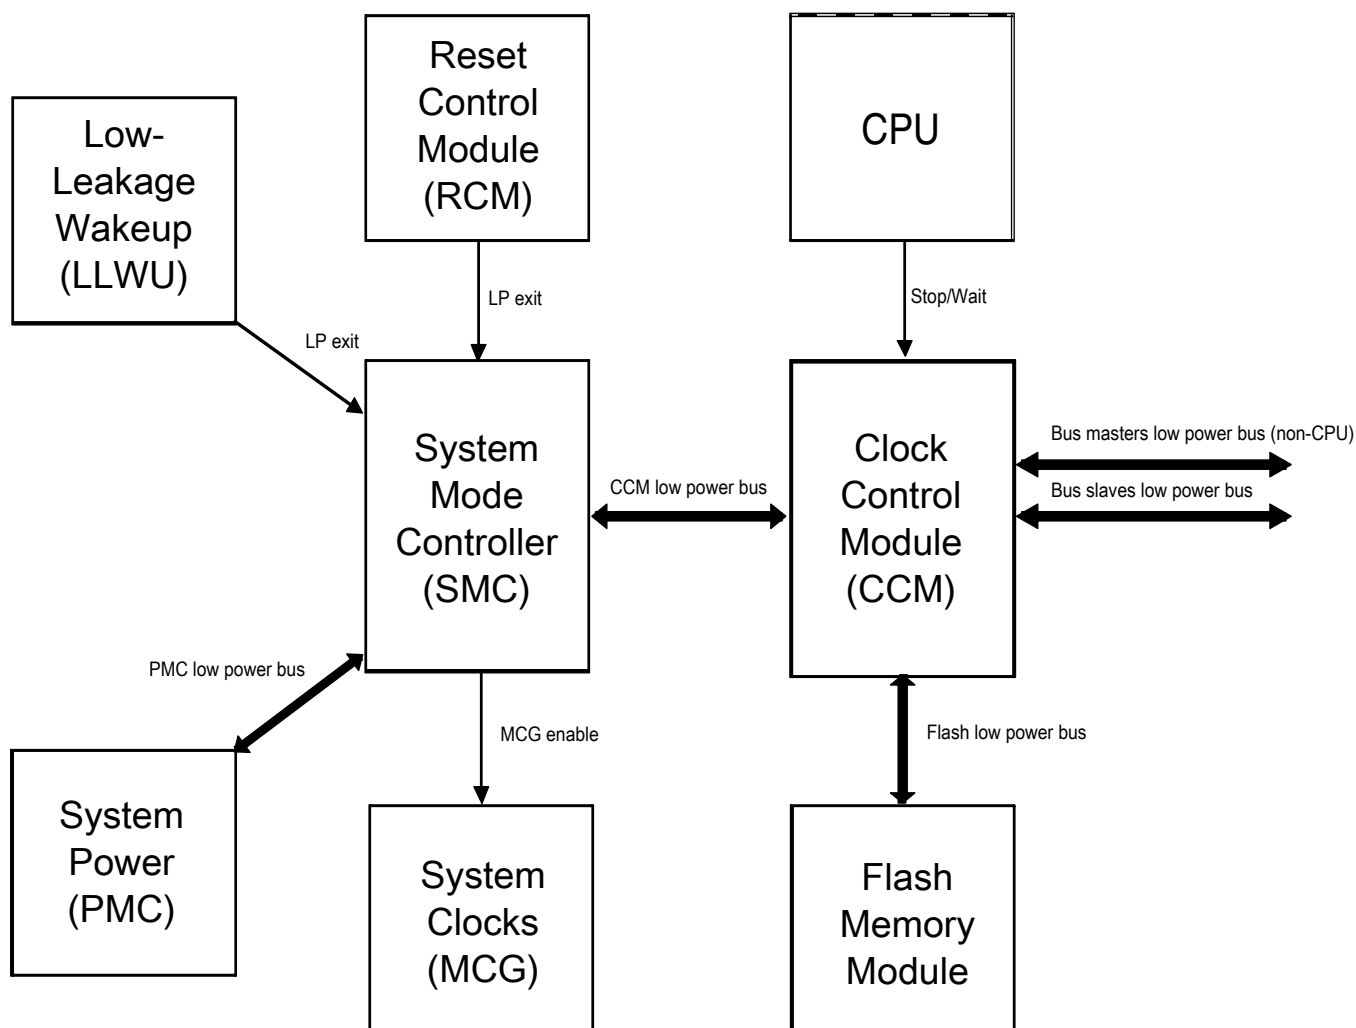 Reset
Control
Module
(RCM)
CPU
Low-
Leakage
Wakeup
(LLWU)
LP exit
Stop/Wait
LP exit
System
Mode
Controller
(SMC)
CCM low power bus
Clock
Control
Module
(CCM)
Bus masters low power bus (non-CPU)
Bus slaves low power bus
PMC low power bus
MCG enable
Flash low power bus
System
Power
(PMC)
System
Clocks
(MCG)
Flash
Memory
Module